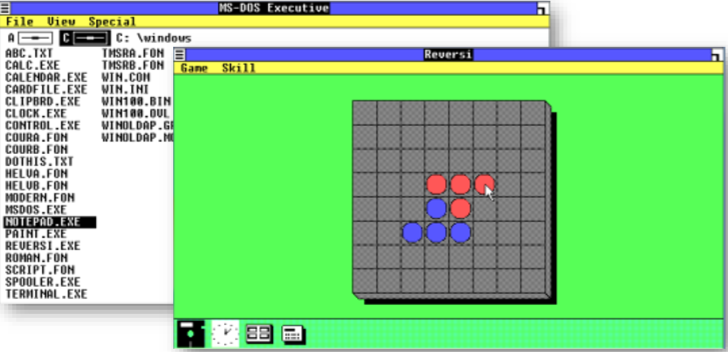 MS-DOS Executive
File View Special
A C C: \windows
ABC.TXT TMSRA.FON
CALC.EXE TMSRB.FON
CALENDAR.EXE WIN.COM
CARDFILE.EXE WIN.INI
CLIPBRD.EXE WIN100.BIN
CLOCK.EXE WIN100.OVL
CONTROL.EXE WINOLDAP.GR
COURA.FON WINOLDAP.MO
COURB.FON
DOTHIS.TXT
HELVA.FON
HELVB.FON
MODERN.FON
MSDOS.EXE
NOTEPAD.EXE
PAINT.EXE
REVERSI.EXE
ROMAN.FON
SCRIPT.FON
SPOOLER.EXE
TERMINAL.EXE
Reversi
Game Skill